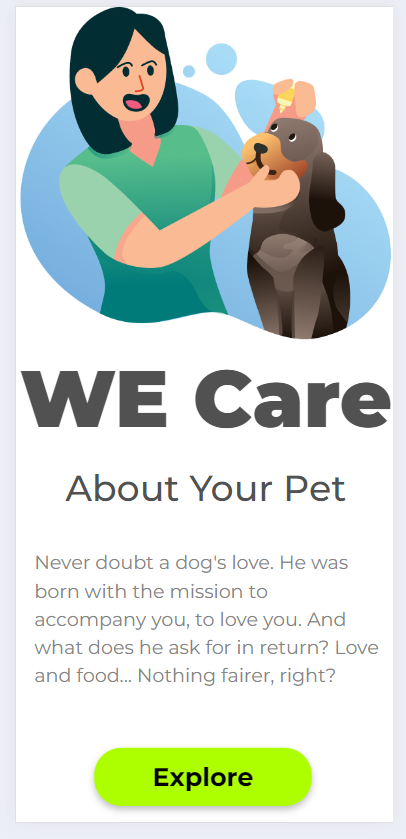 WE Care
About Your Pet
Never doubt a dog's love. He was
born with the mission to
accompany you, to love you. And
what does he ask for in return? Love
and food... Nothing fairer, right?
Explore